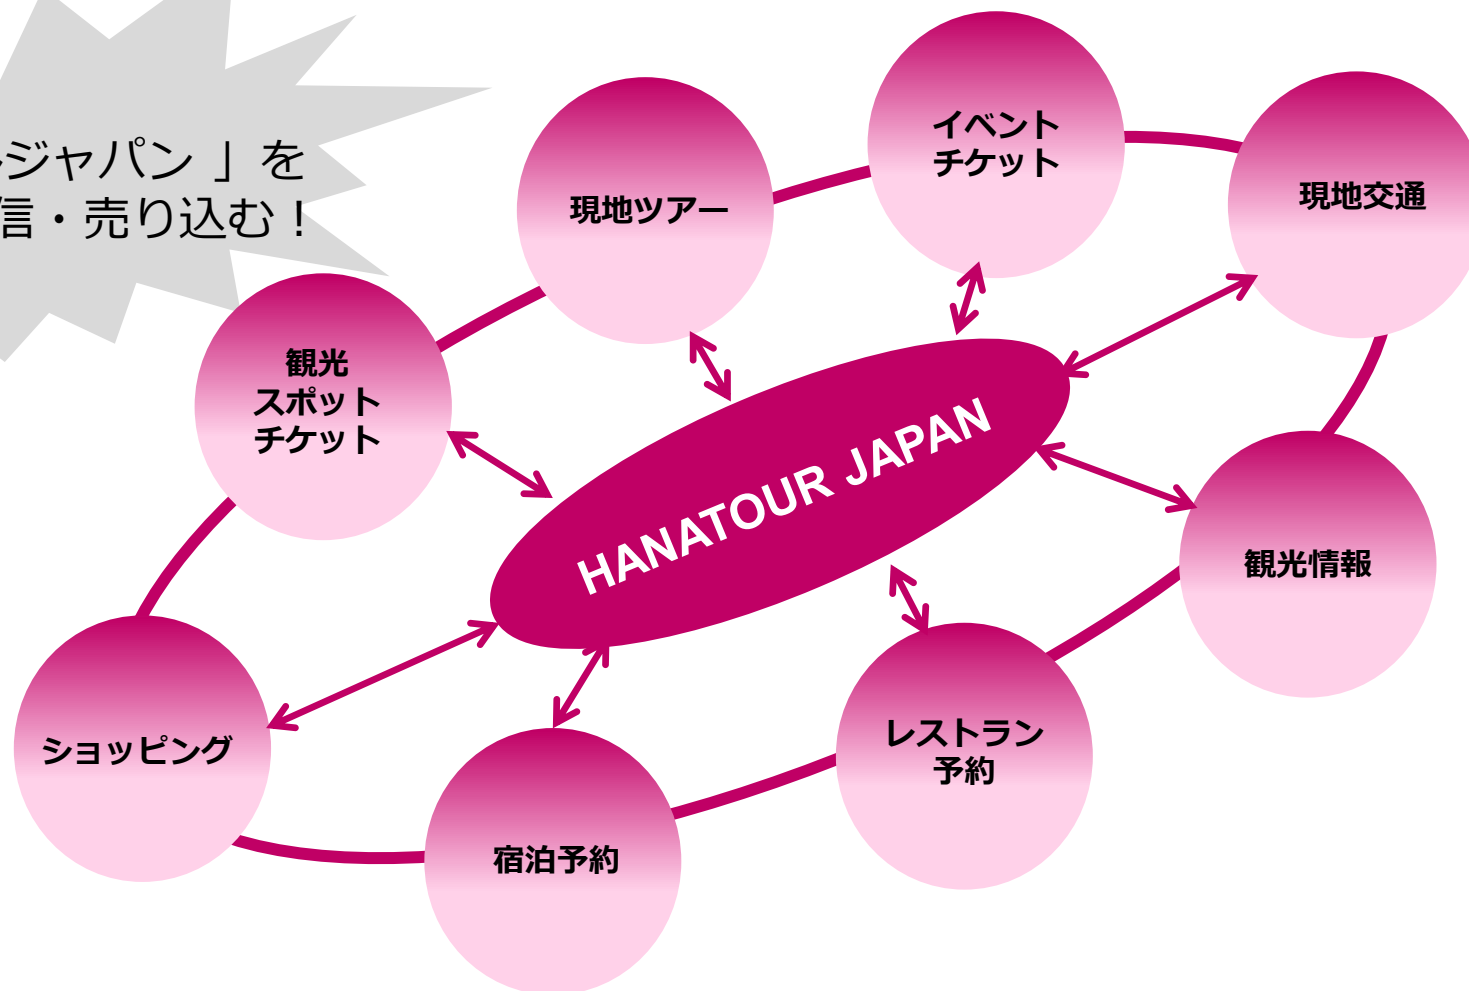 ルジャパン 」を
信・売り込む！
イベント
チケット
現地交通
現地ツアー
観光
スポット
チケット
HANATOUR JAPAN
観光情報
ショッピング
レストラン
予約
宿泊予約